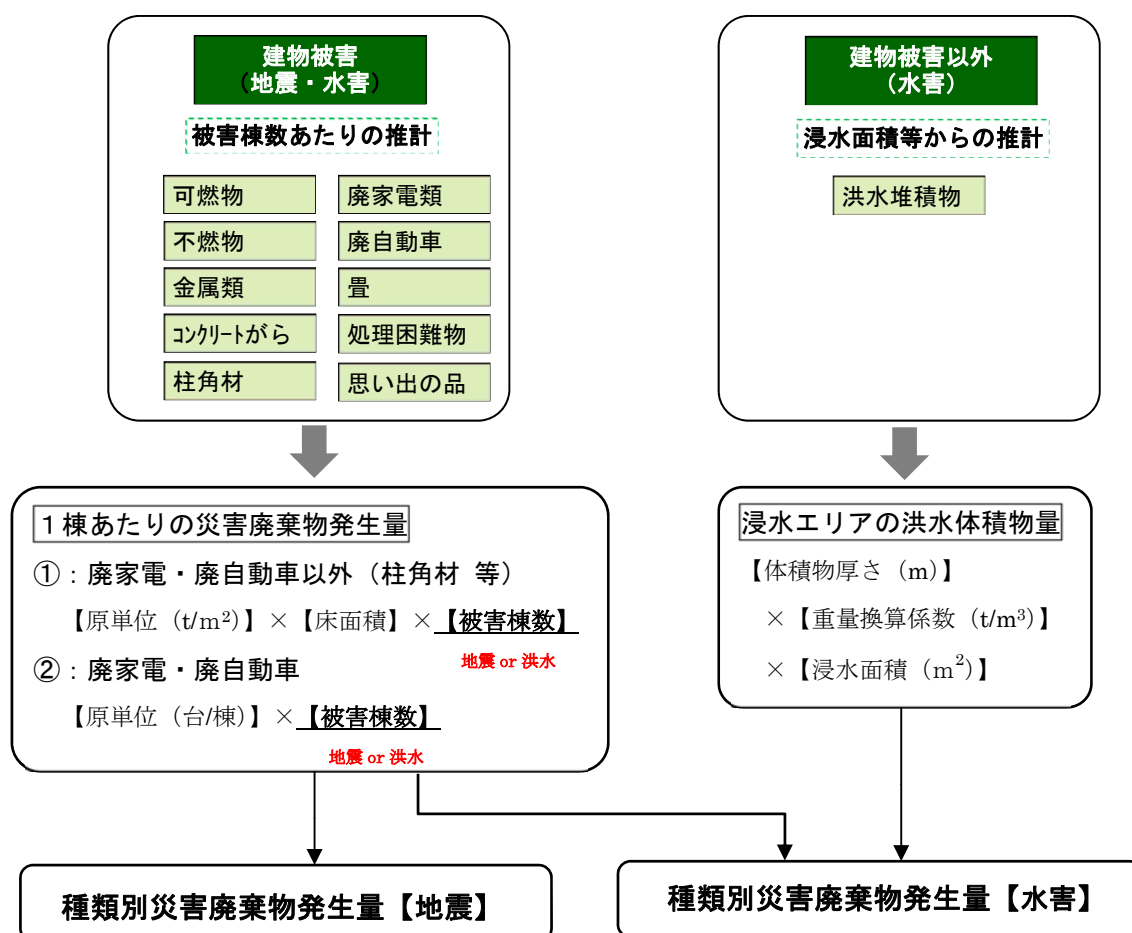 建物被害
（地震・水害）
被害棟数あたりの推計
可燃物
廃家電類
不燃物
廃自動車
金属類
畳
ｺﾝｸﾘｰﾄがら
処理困難物
柱角材
思い出の品
建物被害以外
（水害）
浸水面積等からの推計
洪水堆積物
１棟あたりの災害廃棄物発生量
①：廃家電・廃自動車以外（柱角材 等）
【原単位（t/m²）】×【床面積】×【被害棟数】
地震 or 洪水
②：廃家電・廃自動車
【原単位（台/棟）】×【被害棟数】
地震 or 洪水
浸水エリアの洪水体積物量
【体積物厚さ（m）】
×【重量換算係数（t/m³）】
×【浸水面積（m²）】
種類別災害廃棄物発生量【地震】
種類別災害廃棄物発生量【水害】